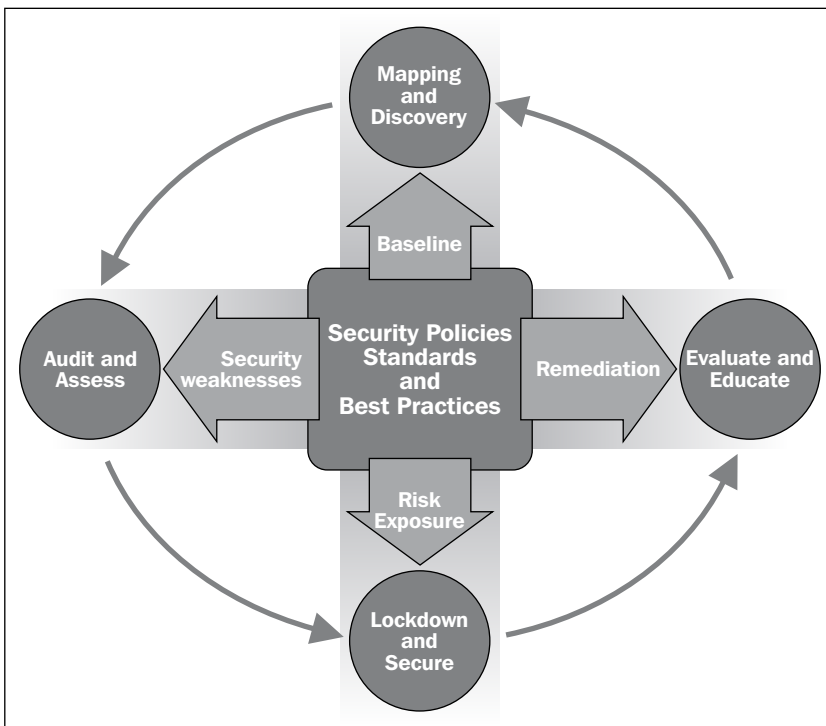 Mapping
and
Discovery
Baseline
Audit and
Assess
Security
weaknesses
Security Policies
Standards
and
Best Practices
Remediation
Evaluate and
Educate
Risk
Exposure
Lockdown
and
Secure